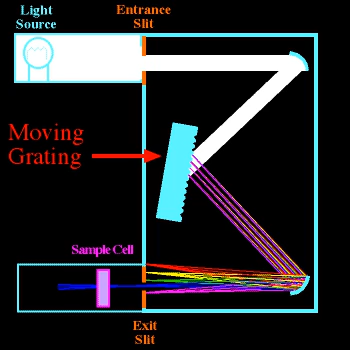 Light
Source
Entrance
Slit
Moving
Grating
Sample Cell
Exit
Slit